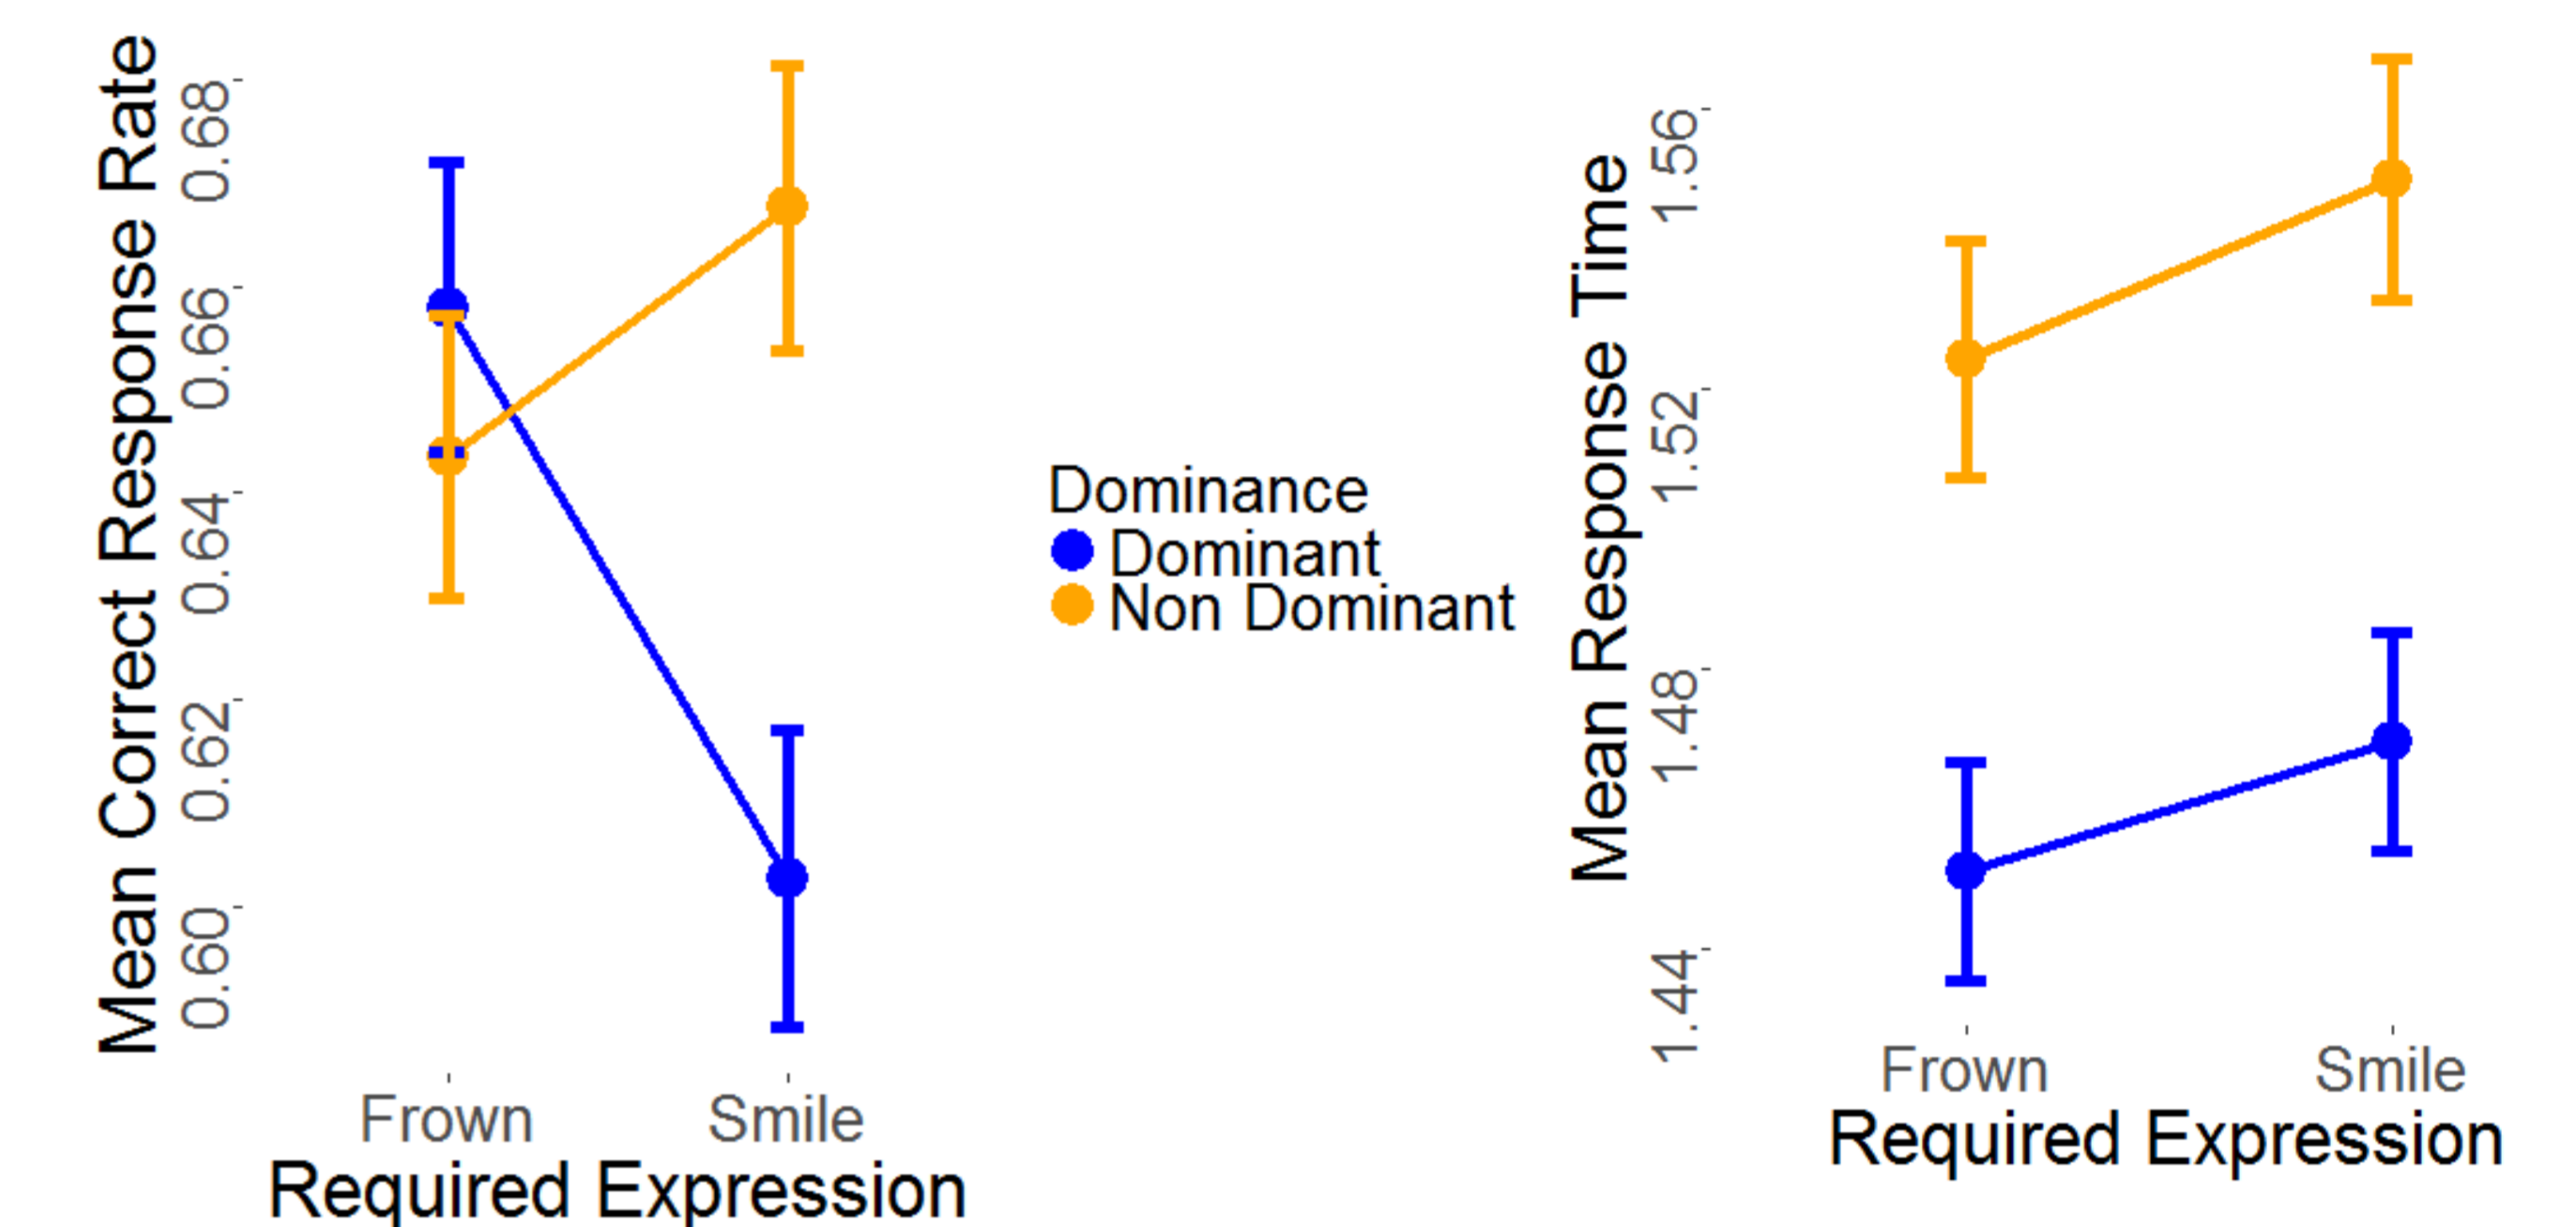 Mean Correct Response Rate
0.68
0.66
0.64
0.62
0.60
Frown Smile
Required Expression
Dominance
Dominant
Non Dominant
Mean Response Time
1.56
1.52
1.48
1.44
Frown Smile
Required Expression